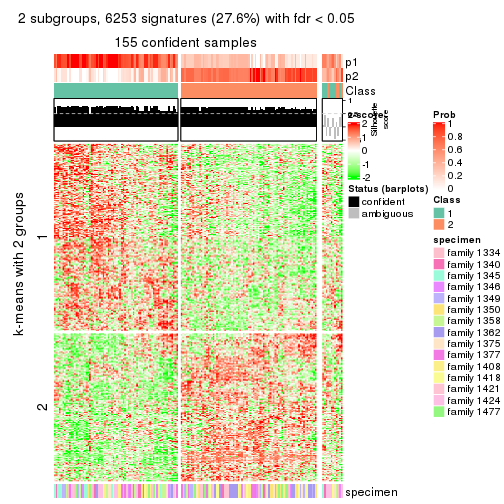 2 subgroups, 6253 signatures (27.6%) with fdr < 0.05
155 confident samples
p1
p2
Class
1
Silhouette
score
z-score
2
1
0
-1
-2
Prob
1
0.8
0.6
0.4
0.2
0
Status (barplots)
confident
ambiguous
Class
1
2
specimen
family 1334
family 1340
family 1345
family 1346
family 1349
family 1350
family 1358
family 1362
family 1375
family 1377
family 1408
family 1418
family 1421
family 1424
family 1477
k-means with 2 groups
1
2
specimen